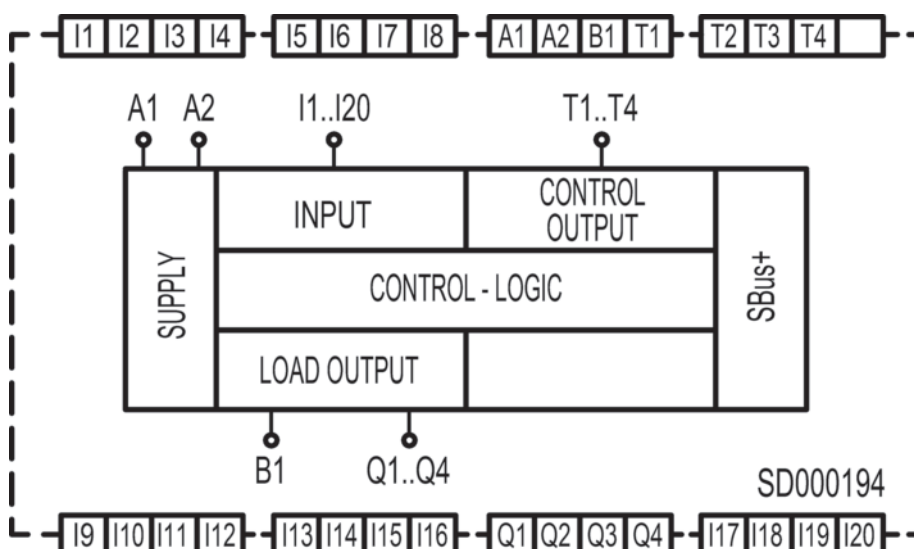 I1 I2 I3 I4 I5 I6 I7 I8 A1 A2 B1 T1 T2 T3 T4
A1 A2 I1..I20 T1..T4
SUPPLY
INPUT
CONTROL
OUTPUT
CONTROL - LOGIC
SBus+
LOAD OUTPUT
B1 Q1..Q4
SD000194
I9 I10 I11 I12 I13 I14 I15 I16 Q1 Q2 Q3 Q4 I17 I18 I19 I20